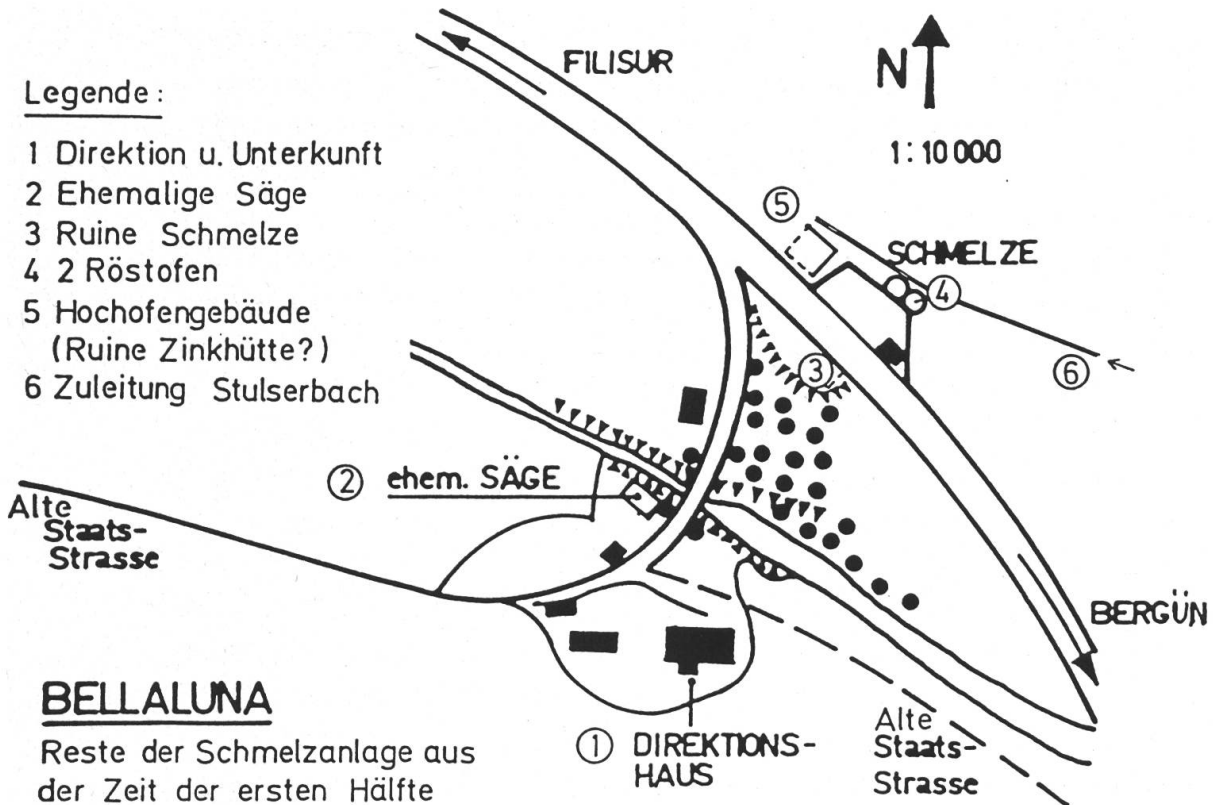 Legende:
1 Direktion u. Unterkunft
2 Ehemalige Säge
3 Ruine Schmelze
4 2 Röstofen
5 Hochofengebäude
(Ruine Zinkhütte?)
6 Zuleitung Stulserbach
FILISUR
N
1:10 000
5
SCHMELZE
4
3
6
2 ehem. SÄGE
Alte
Staats-
Strasse
BERGÜN
BELLALUNA
Reste der Schmelzanlage aus
der Zeit der ersten Hälfte
1 DIREKTIONS-
HAUS
Alte
Staats-
Strasse